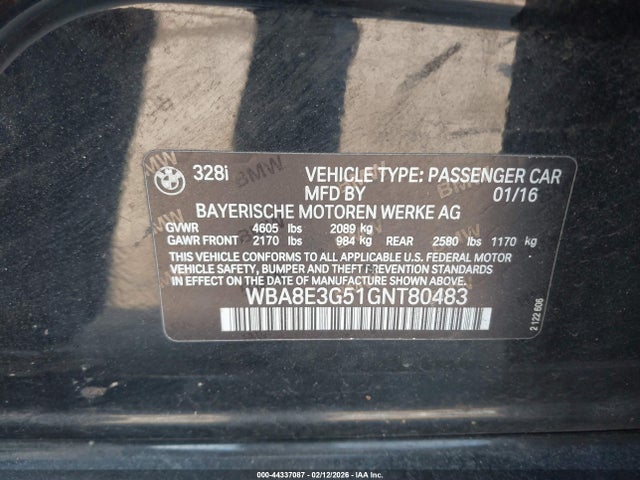 328i VEHICLE TYPE: PASSENGER CAR
MFD BY 01/16
BAYERISCHE MOTOREN WERKE AG
GVWR 4605 lbs 2089 kg
GAWR FRONT 2170 lbs 984 kg REAR 2580 lbs 1170 kg
THIS VEHICLE CONFORMS TO ALL APPLICABLE U.S. FEDERAL MOTOR
VEHICLE SAFETY, BUMPER AND THEFT PREVENTION STANDARDS IN
EFFECT ON THE DATE OF MANUFACTURE SHOWN ABOVE.
WBA8E3G51GNT80483
2 122 606
000-44337087 - 02/12/2026 - IAA Inc.